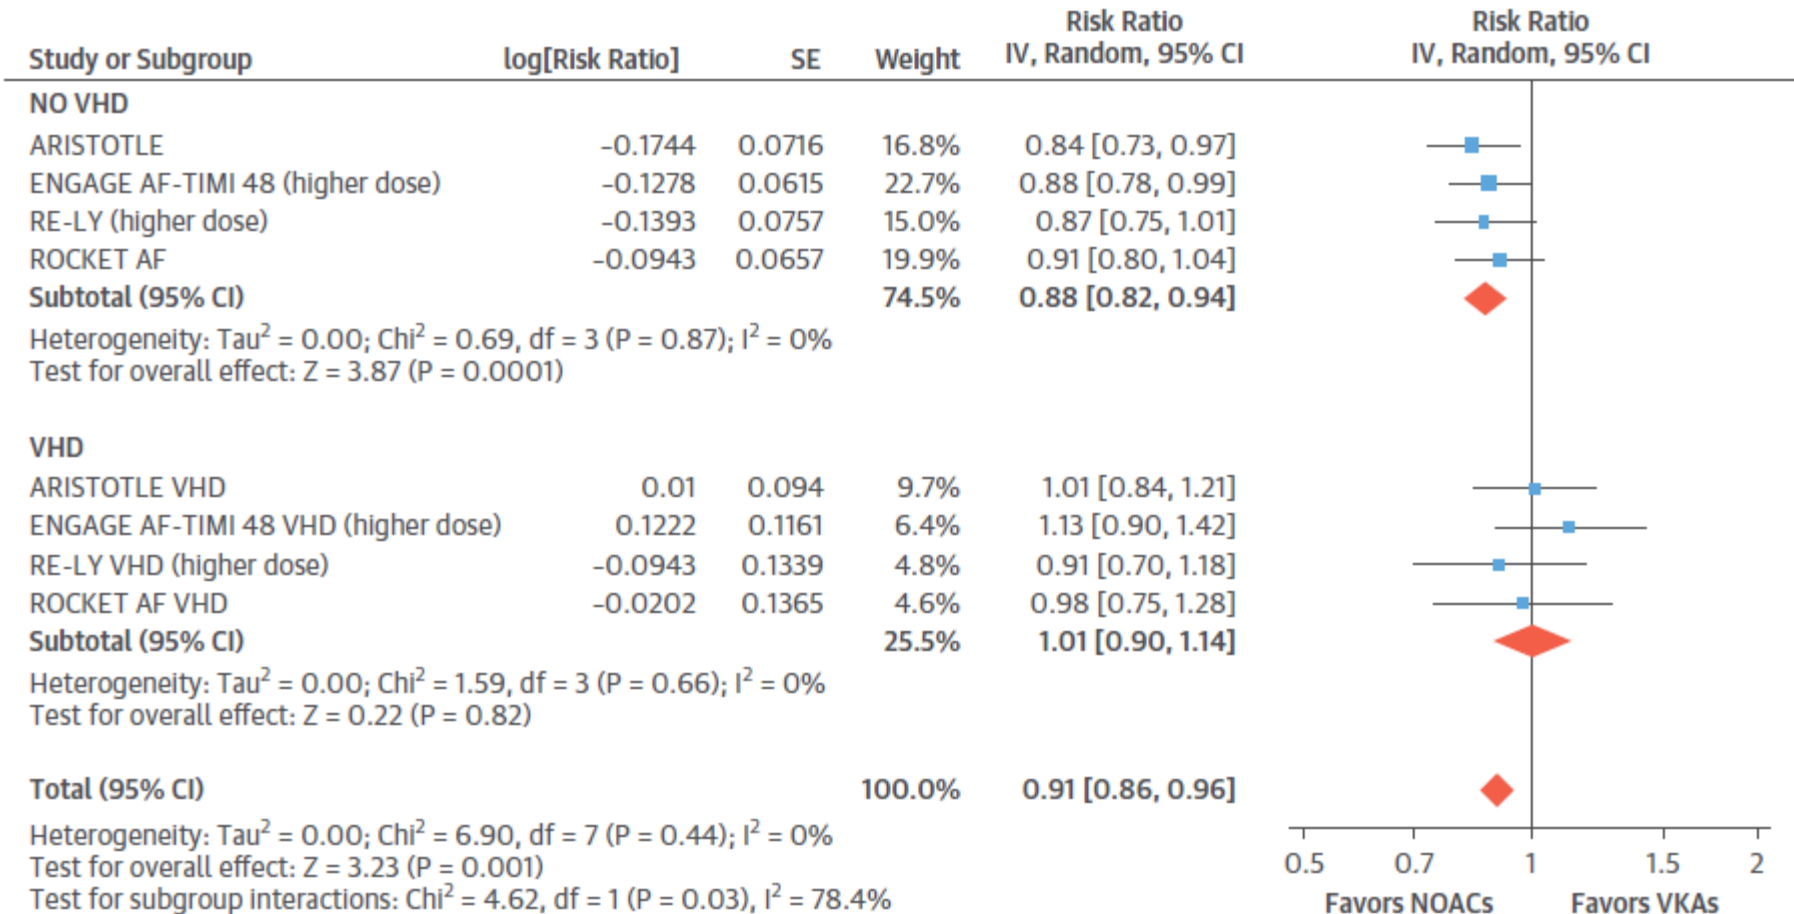 Risk Ratio Risk Ratio
Study or Subgroup log[Risk Ratio] SE Weight IV, Random, 95% CI IV, Random, 95% CI
NO VHD
ARISTOTLE −0.1744 0.0716 16.8% 0.84 [0.73, 0.97]
ENGAGE AF-TIMI 48 (higher dose) −0.1278 0.0615 22.7% 0.88 [0.78, 0.99]
RE-LY (higher dose) −0.1393 0.0757 15.0% 0.87 [0.75, 1.01]
ROCKET AF −0.0943 0.0657 19.9% 0.91 [0.80, 1.04]
Subtotal (95% CI) 74.5% 0.88 [0.82, 0.94]
Heterogeneity: Tau² = 0.00; Chi² = 0.69, df = 3 (P = 0.87); I² = 0%
Test for overall effect: Z = 3.87 (P = 0.0001)
VHD
ARISTOTLE VHD 0.01 0.094 9.7% 1.01 [0.84, 1.21]
ENGAGE AF-TIMI 48 VHD (higher dose) 0.1222 0.1161 6.4% 1.13 [0.90, 1.42]
RE-LY VHD (higher dose) −0.0943 0.1339 4.8% 0.91 [0.70, 1.18]
ROCKET AF VHD −0.0202 0.1365 4.6% 0.98 [0.75, 1.28]
Subtotal (95% CI) 25.5% 1.01 [0.90, 1.14]
Heterogeneity: Tau² = 0.00; Chi² = 1.59, df = 3 (P = 0.66); I² = 0%
Test for overall effect: Z = 0.22 (P = 0.82)
Total (95% CI) 100.0% 0.91 [0.86, 0.96]
Heterogeneity: Tau² = 0.00; Chi² = 6.90, df = 7 (P = 0.44); I² = 0%
Test for overall effect: Z = 3.23 (P = 0.001)
Test for subgroup interactions: Chi² = 4.62, df = 1 (P = 0.03), I² = 78.4%
0.5 0.7 1 1.5 2
Favors NOACs Favors VKAs